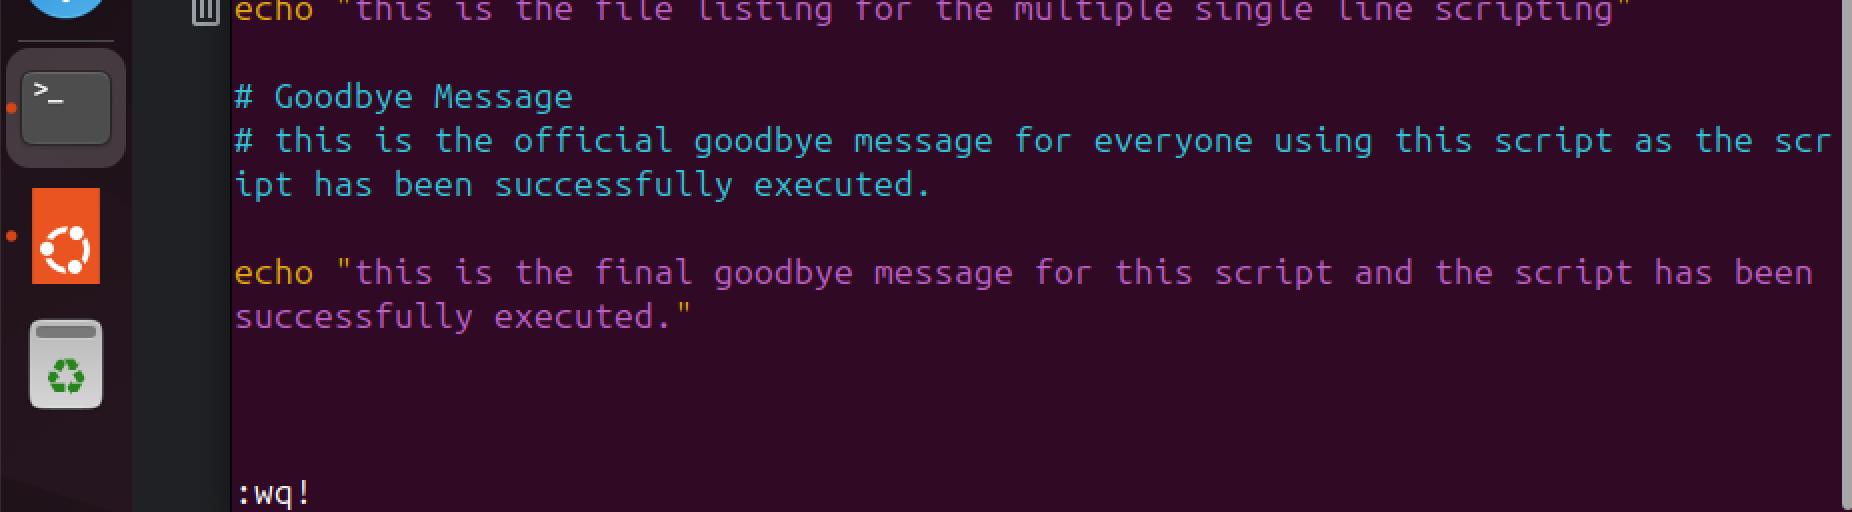 echo "this is the file listing for the multiple single line scripting"
>_
# Goodbye Message
# this is the official goodbye message for everyone using this script as the scr
ipt has been successfully executed.
echo "this is the final goodbye message for this script and the script has been
successfully executed."
:wq!